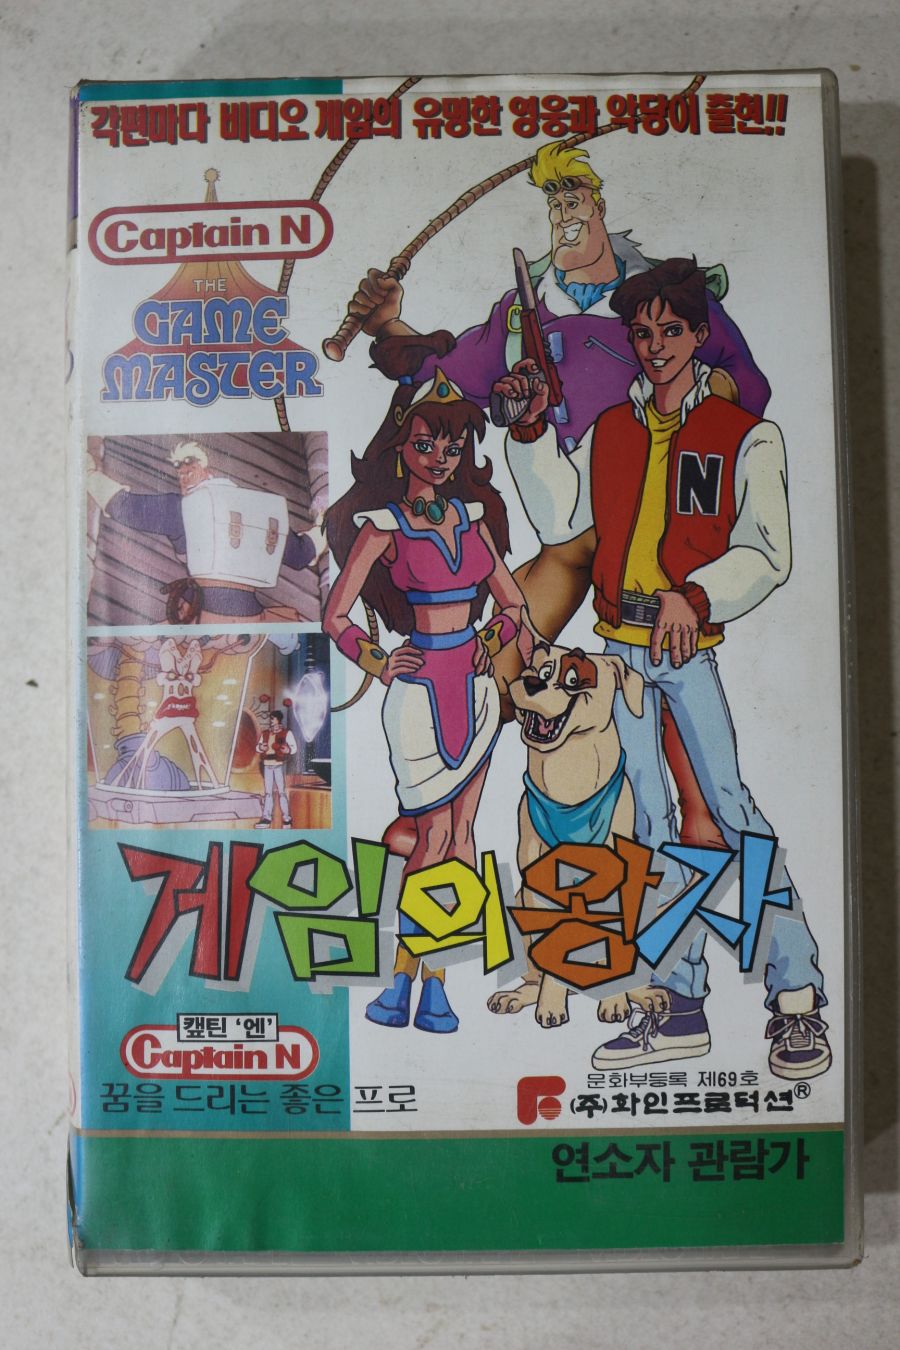 각편마다 비디오 게임의 유명한 영웅과 악당이 출현!!
Captain N
THE
GAME
MASTER
N
게임의왕자
캪틴 '엔'
Captain N
꿈을 드리는 좋은 프로
문화부등록 제69호
(주)화인프로덕션®
연소자 관람가